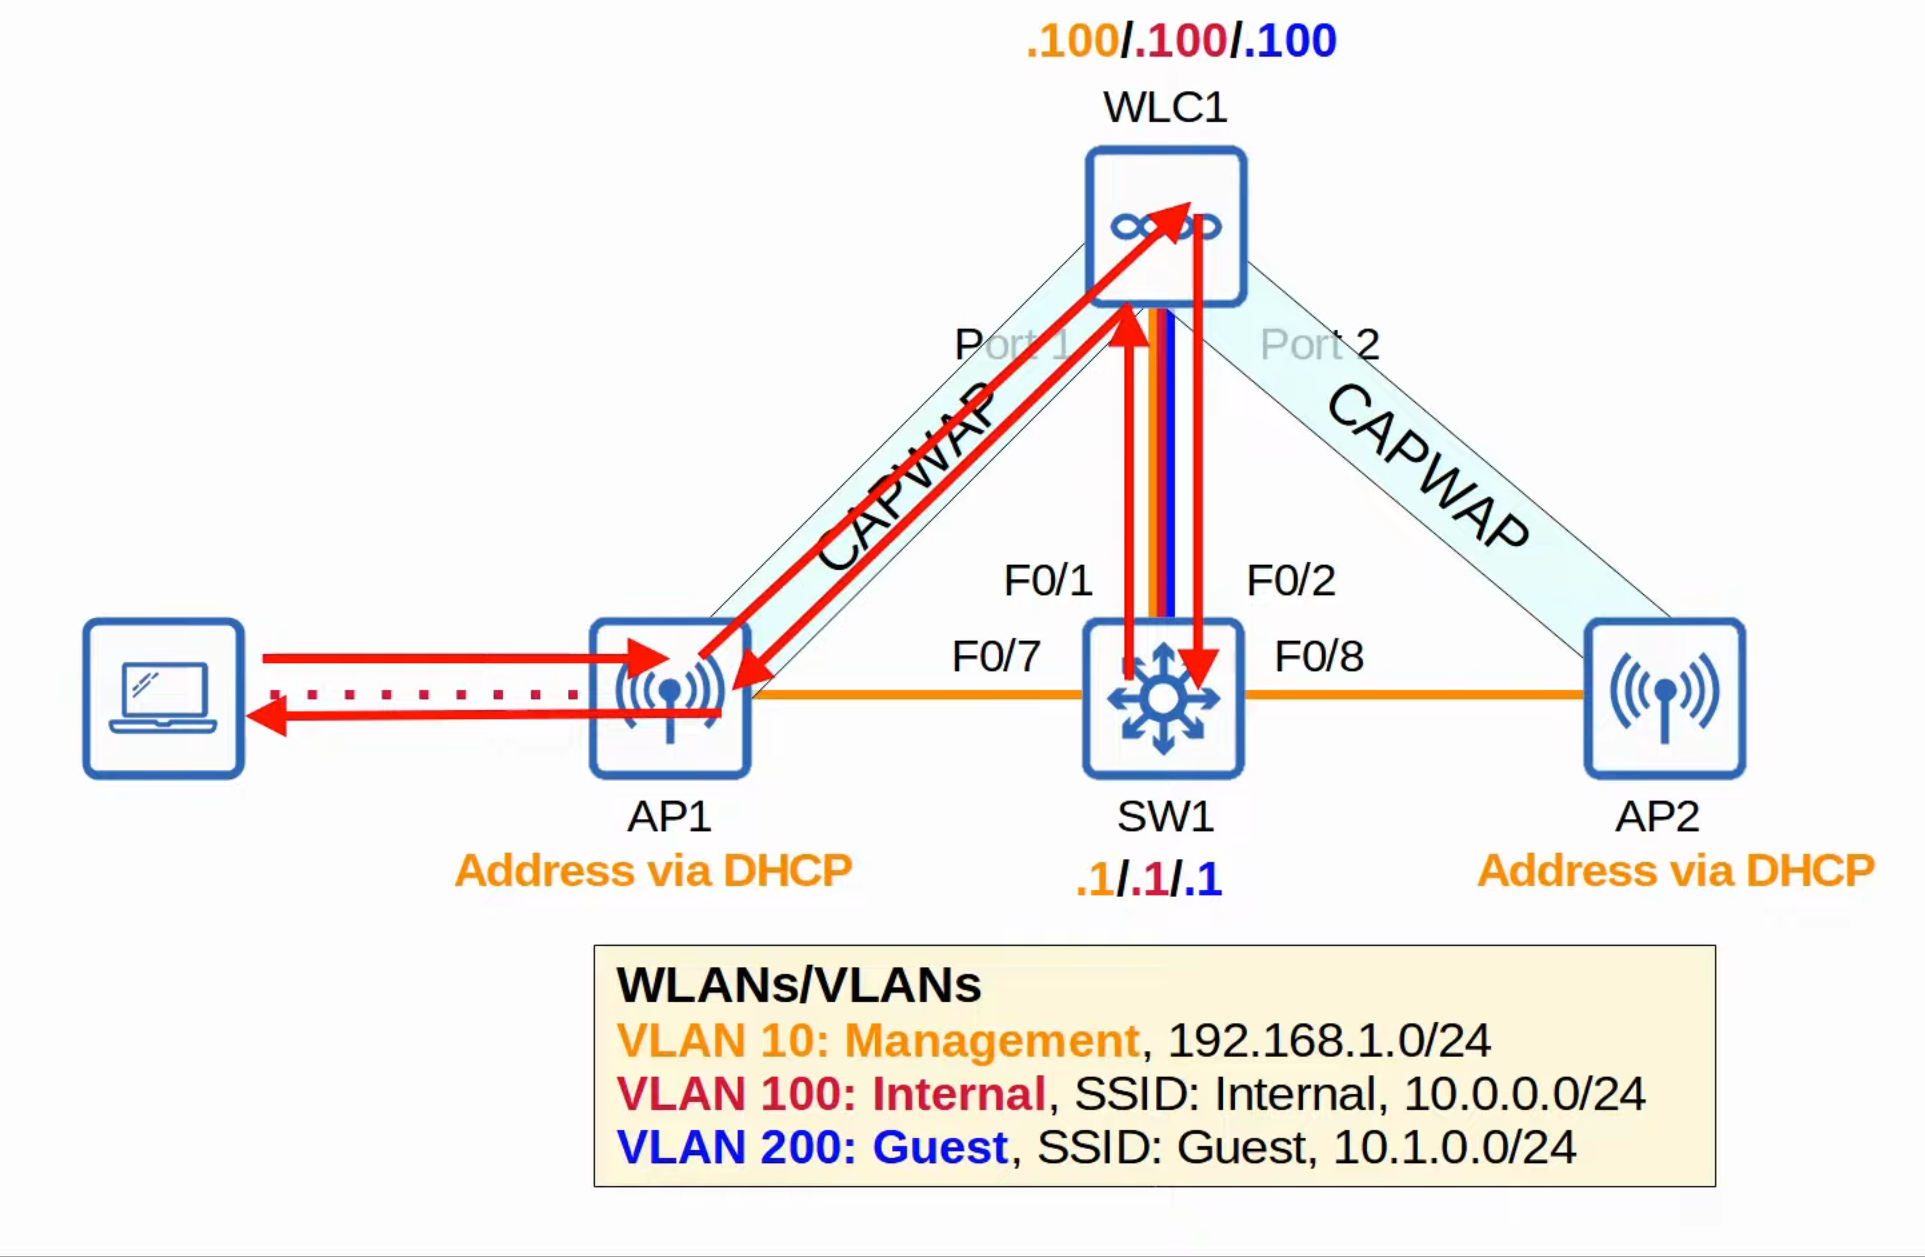 .100/.100/.100
WLC1
Port 1
Port 2
CAPWAP
CAPWAP
F0/1
F0/2
F0/7
F0/8
AP1
SW1
AP2
Address via DHCP
.1/.1/.1
Address via DHCP
WLANs/VLANs
VLAN 10: Management, 192.168.1.0/24
VLAN 100: Internal, SSID: Internal, 10.0.0.0/24
VLAN 200: Guest, SSID: Guest, 10.1.0.0/24